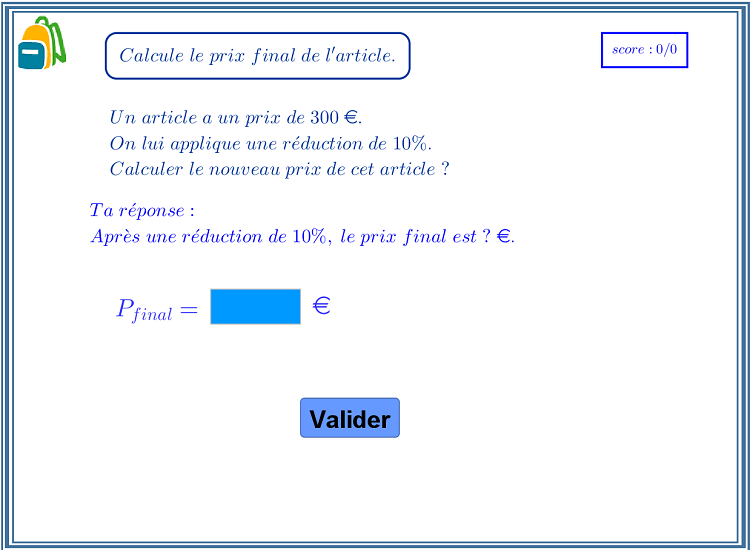 Calcule le prix final de l'article.
score : 0/0
Un article a un prix de 300 €.
On lui applique une réduction de 10%.
Calculer le nouveau prix de cet article ?
Ta réponse :
Après une réduction de 10%, le prix final est ? €.
P_{final} = €
Valider